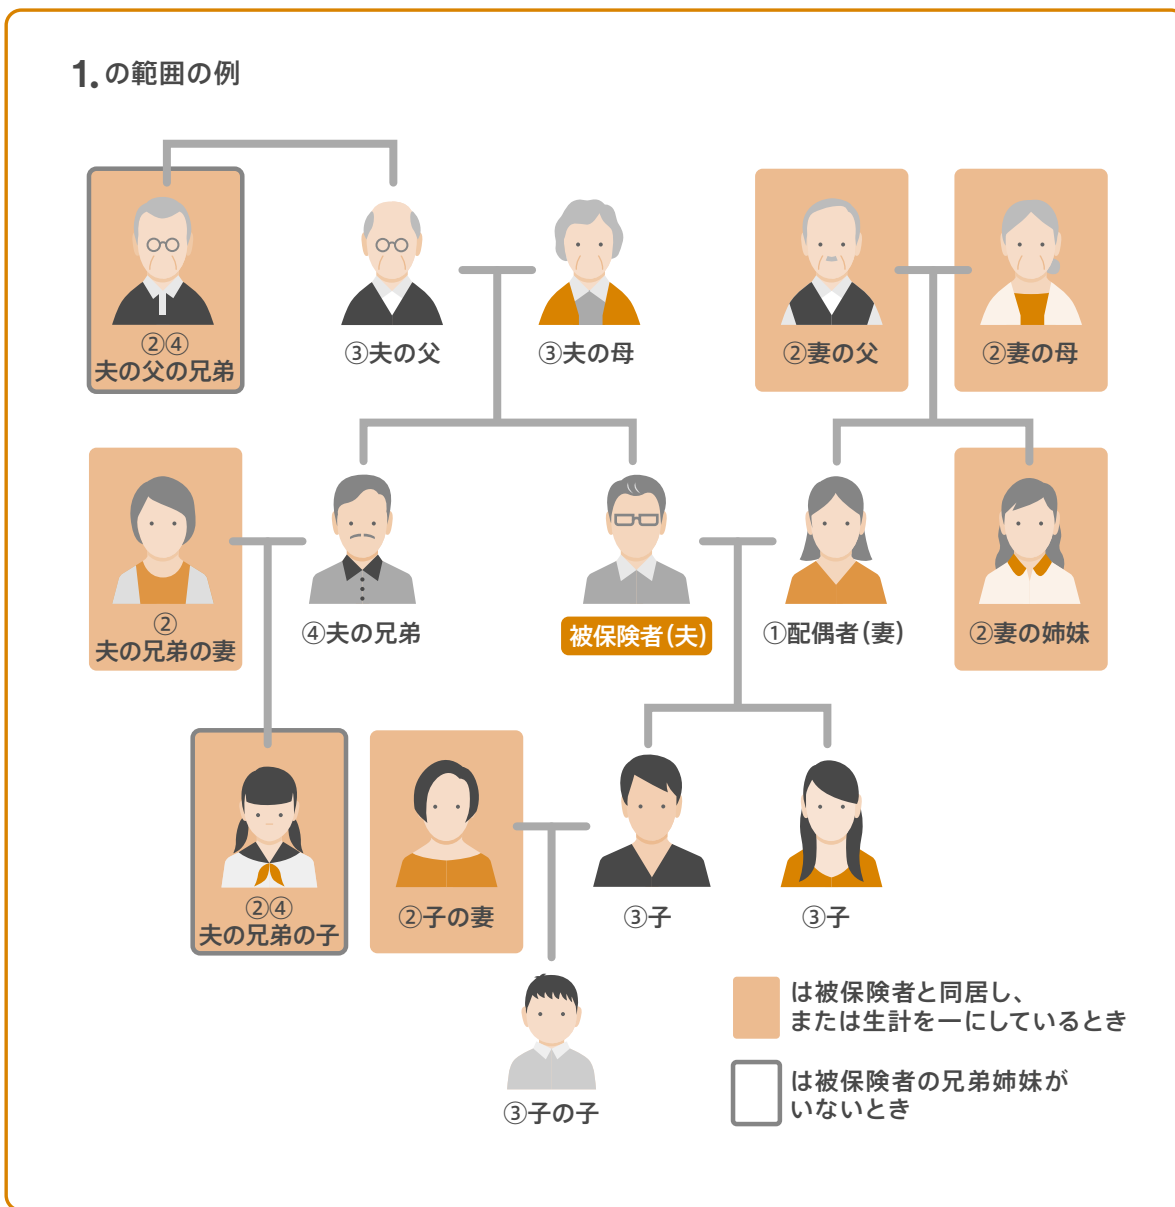 1.の範囲の例
②④
夫の父の兄弟
③夫の父
③夫の母
②妻の父
②妻の母
②
夫の兄弟の妻
④夫の兄弟
被保険者(夫)
①配偶者(妻)
②妻の姉妹
②④
夫の兄弟の子
②子の妻
③子
③子
③子の子
は被保険者と同居し、
または生計を一にしているとき
は被保険者の兄弟姉妹が
いないとき